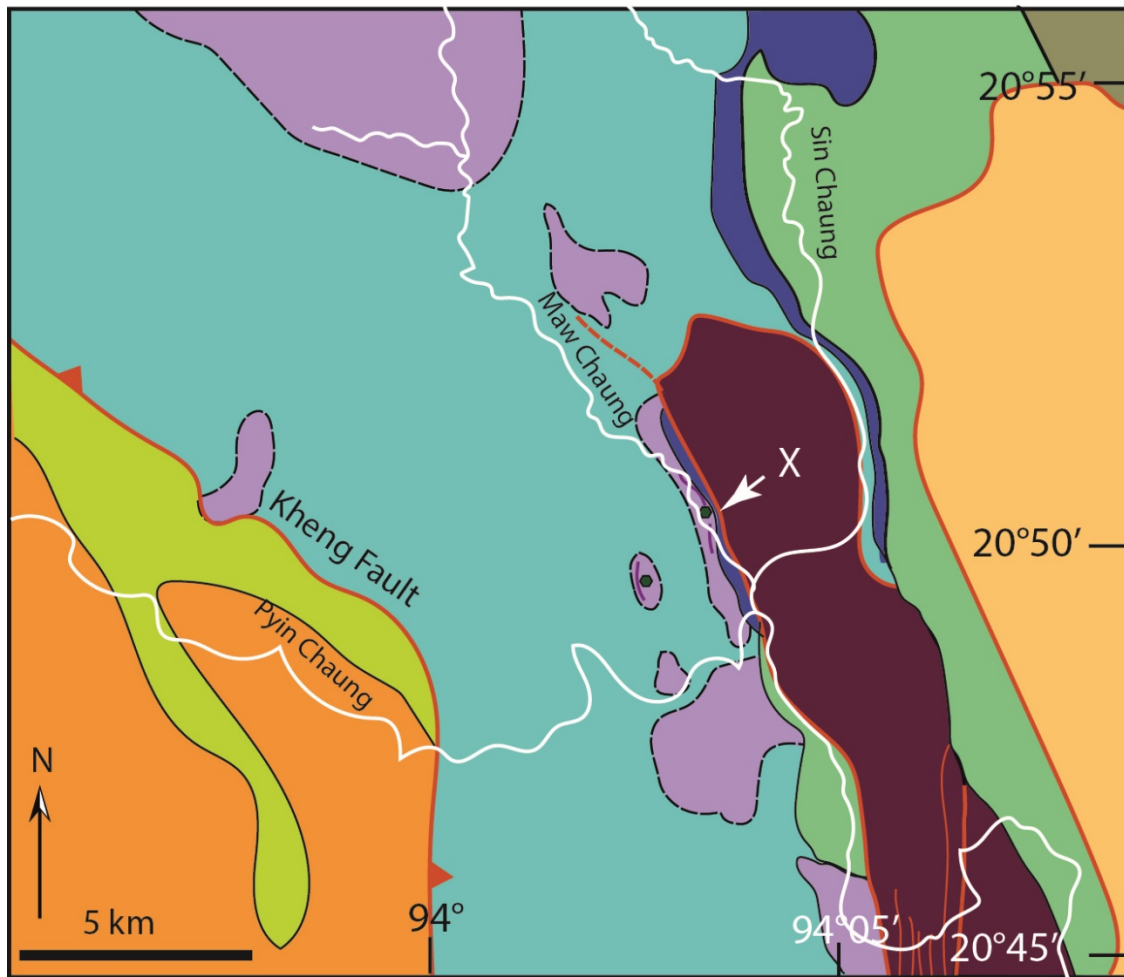 20°55′
Sin Chaung
Maw Chaung
X
Kheng Fault
20°50′
Pyin Chaung
N
5 km
94°
94°05′
20°45′